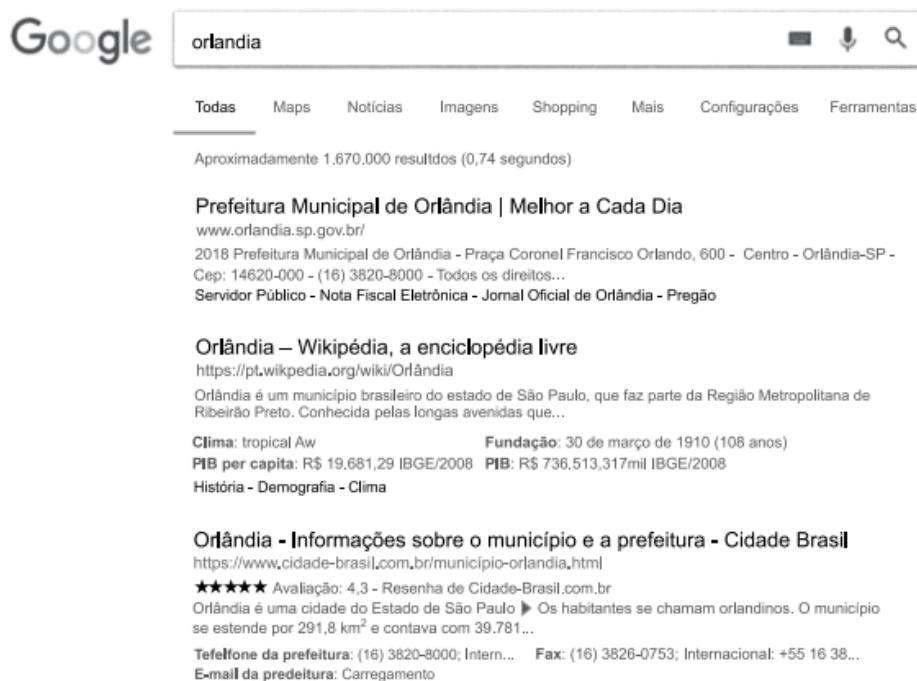 Google
orlandia
Todas Maps Notícias Imagens Shopping Mais Configurações Ferramentas
Aproximadamente 1.670.000 resultdos (0,74 segundos)
Prefeitura Municipal de Orlândia | Melhor a Cada Dia
www.orlandia.sp.gov.br/
2018 Prefeitura Municipal de Orlândia - Praça Coronel Francisco Orlando, 600 - Centro - Orlândia-SP -
Cep: 14620-000 - (16) 3820-8000 - Todos os direitos...
Servidor Público - Nota Fiscal Eletrônica - Jornal Oficial de Orlândia - Pregão
Orlândia – Wikipédia, a enciclopédia livre
https://pt.wikpedia.org/wiki/Orlândia
Orlândia é um município brasileiro do estado de São Paulo, que faz parte da Região Metropolitana de
Ribeirão Preto. Conhecida pelas longas avenidas que...
Clima: tropical Aw Fundação: 30 de março de 1910 (108 anos)
PIB per capita: R$ 19.681,29 IBGE/2008 PIB: R$ 736.513,317mil IBGE/2008
História - Demografia - Clima
Orlândia - Informações sobre o município e a prefeitura - Cidade Brasil
https://www.cidade-brasil.com.br/município-orlandia.html
★★★★★ Avaliação: 4,3 - Resenha de Cidade-Brasil.com.br
Orlândia é uma cidade do Estado de São Paulo ▶ Os habitantes se chamam orlandinos. O município
se estende por 291,8 km² e contava com 39.781...
Tefelfone da prefeitura: (16) 3820-8000; Intern... Fax: (16) 3826-0753; Internacional: +55 16 38...
E-mail da predeitura: Carregamento